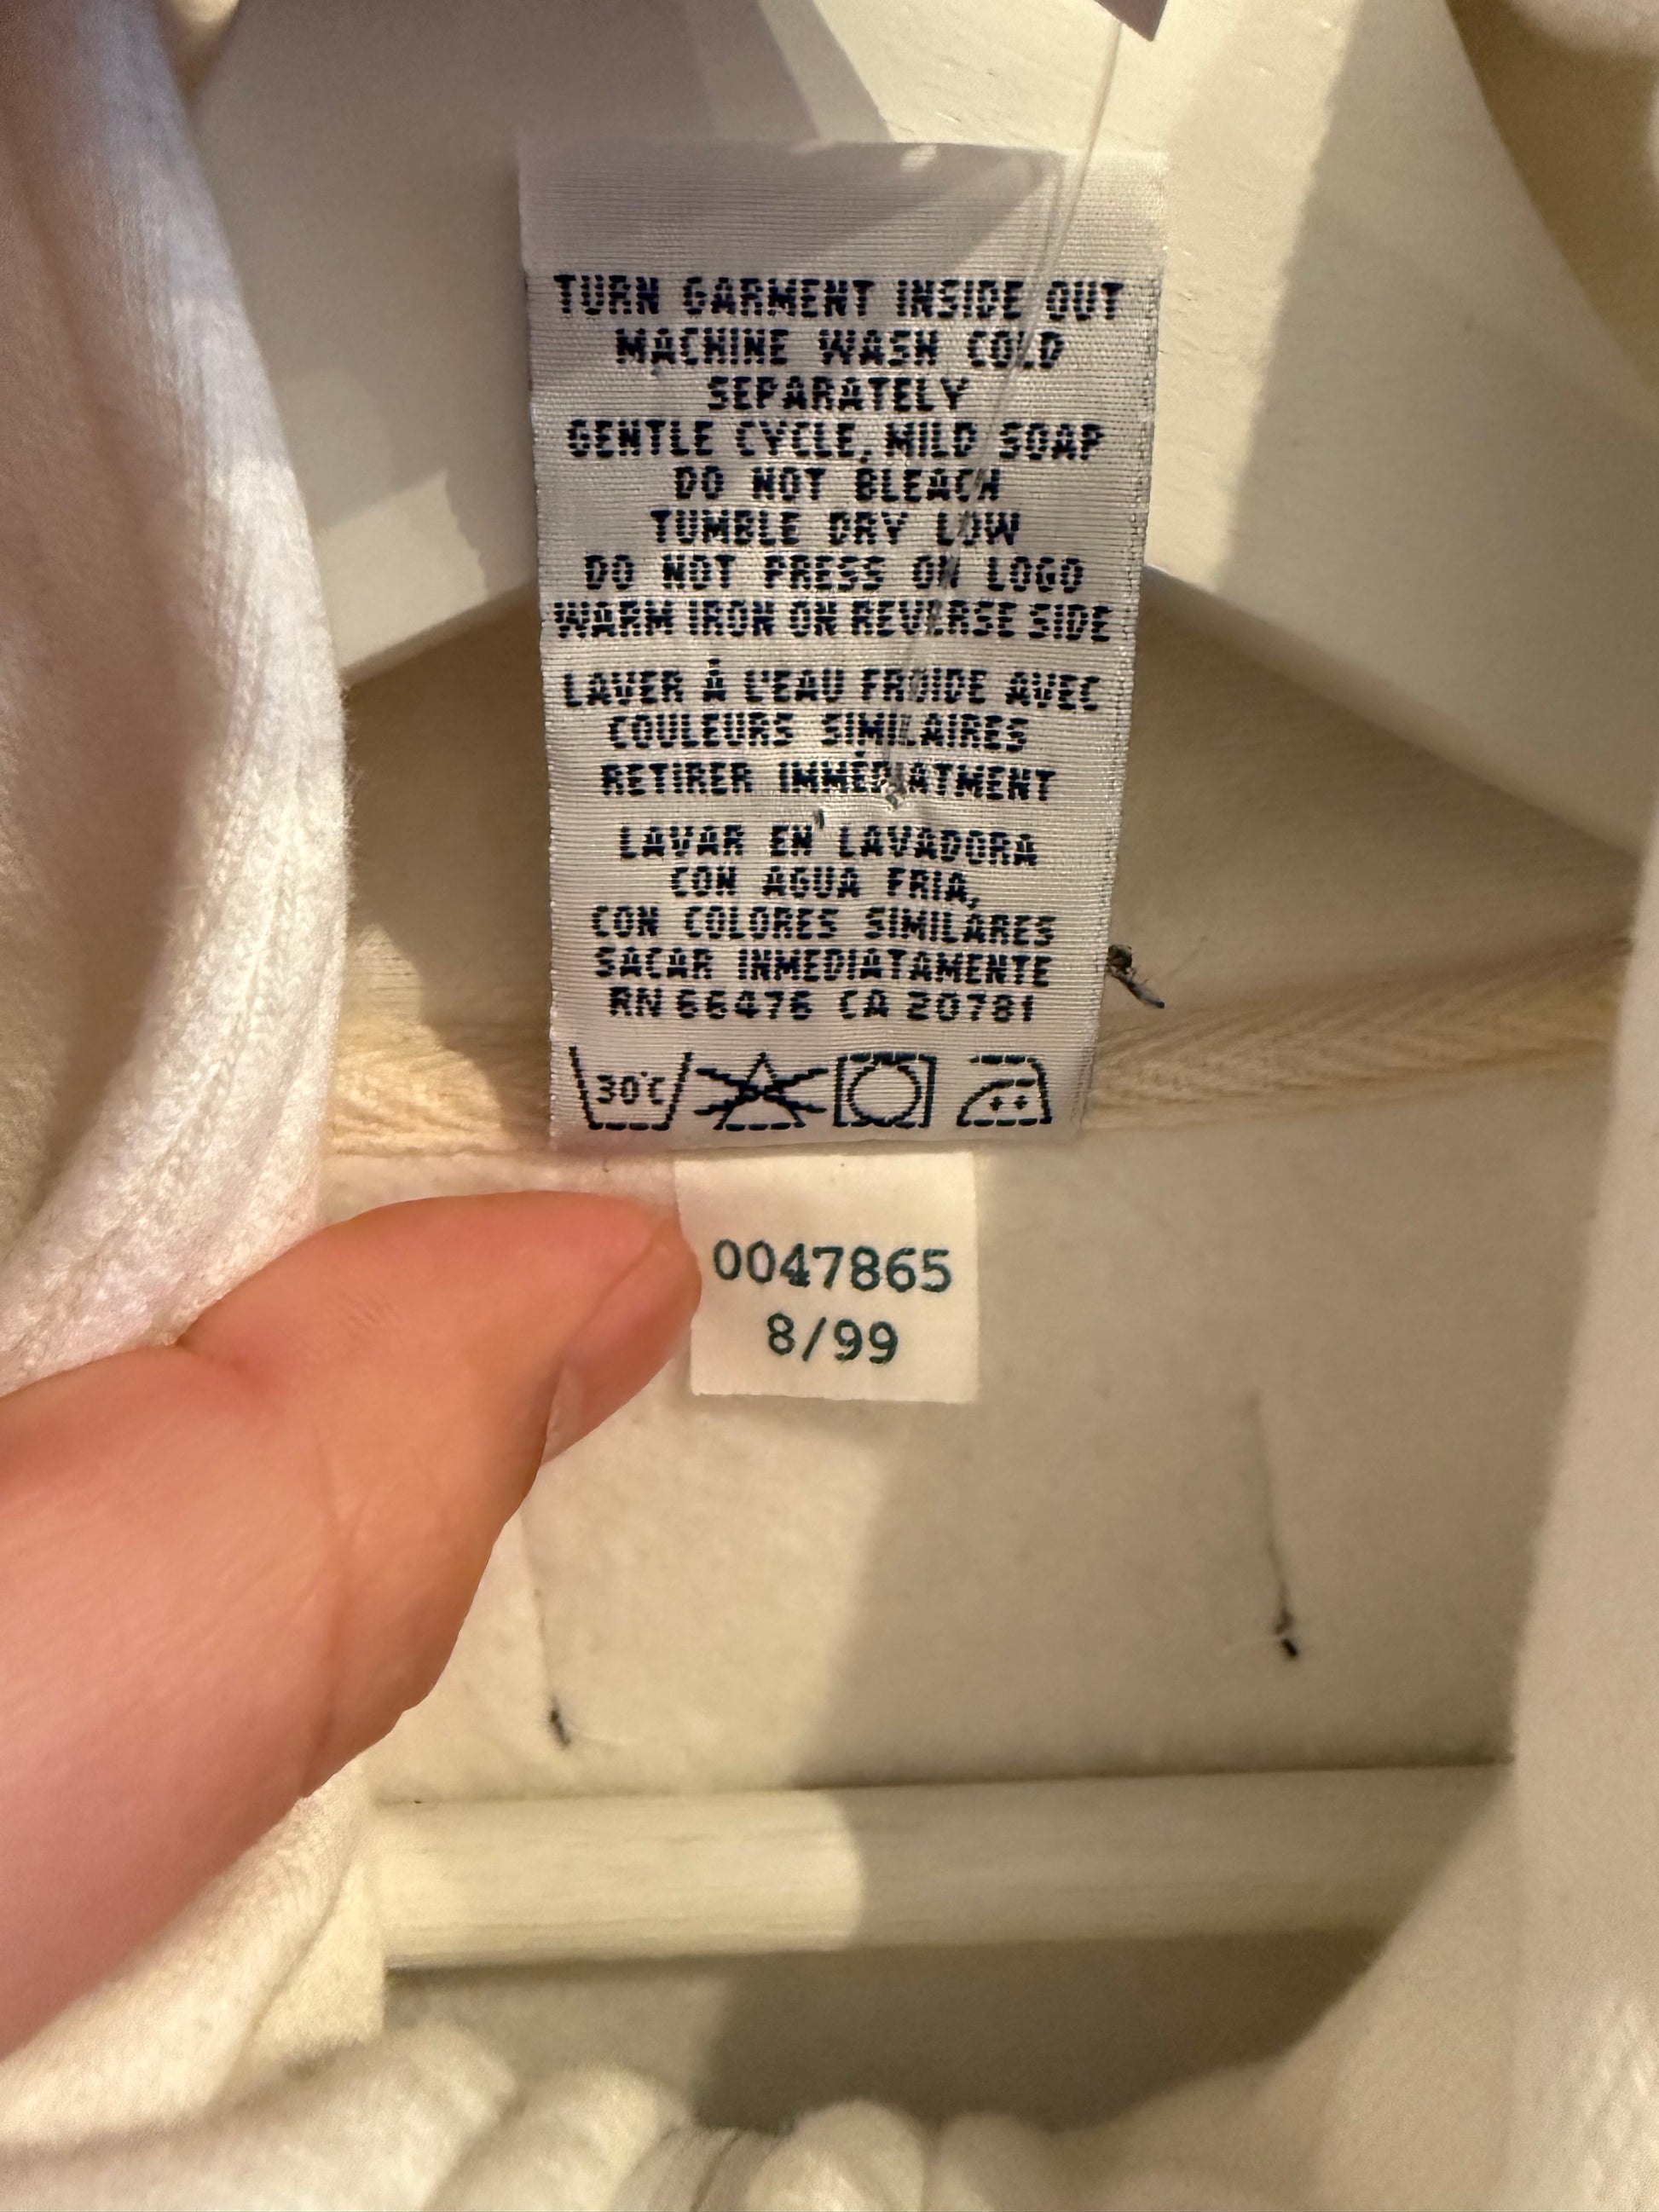 TURN GARMENT INSIDE OUT
MACHINE WASH COLD
SEPARATELY
GENTLE CYCLE, MILD SOAP
DO NOT BLEACH
TUMBLE DRY LOW
DO NOT PRESS ON LOGO
WARM IRON ON REVERSE SIDE
LAVER À L'EAU FROIDE AVEC
COULEURS SIMILAIRES
RETIRER IMMÉDIATMENT
LAVAR EN LAVADORA
CON AGUA FRIA,
CON COLORES SIMILARES
SACAR INMEDIATAMENTE
RN 66476 CA 20781
30°C
0047865
8/99